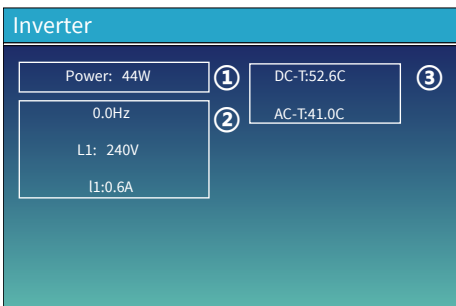 Inverter
Power: 44W
①
0.0Hz
L1: 240V
l1:0.6A
②
DC-T:52.6C
AC-T:41.0C
③